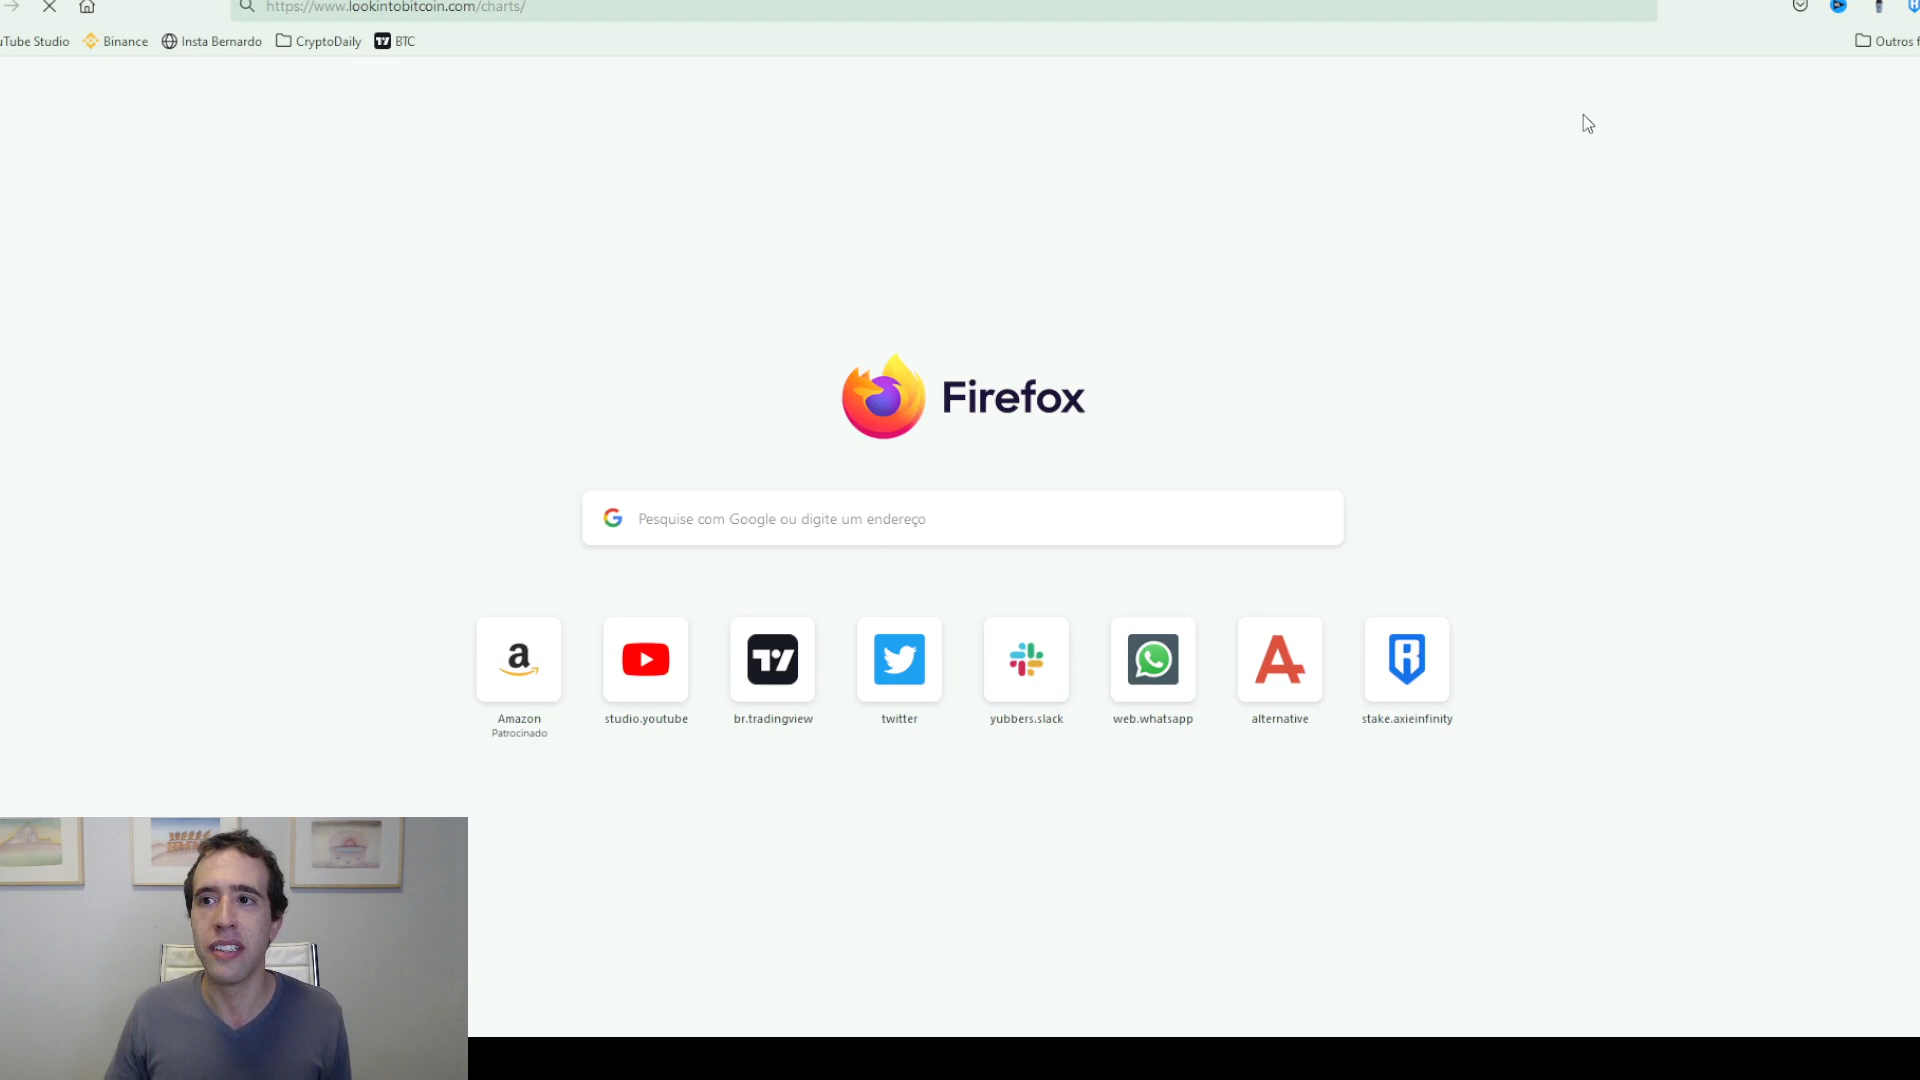 https://www.lookintobitcoin.com/charts/
uTube Studio
Binance
Insta Bernardo
CryptoDaily
BTC
Outros f
Firefox
Pesquise com Google ou digite um endereço
Amazon
Patrocinado
studio.youtube
br.tradingview
twitter
yubbers.slack
web.whatsapp
alternative
stake.axieinfinity